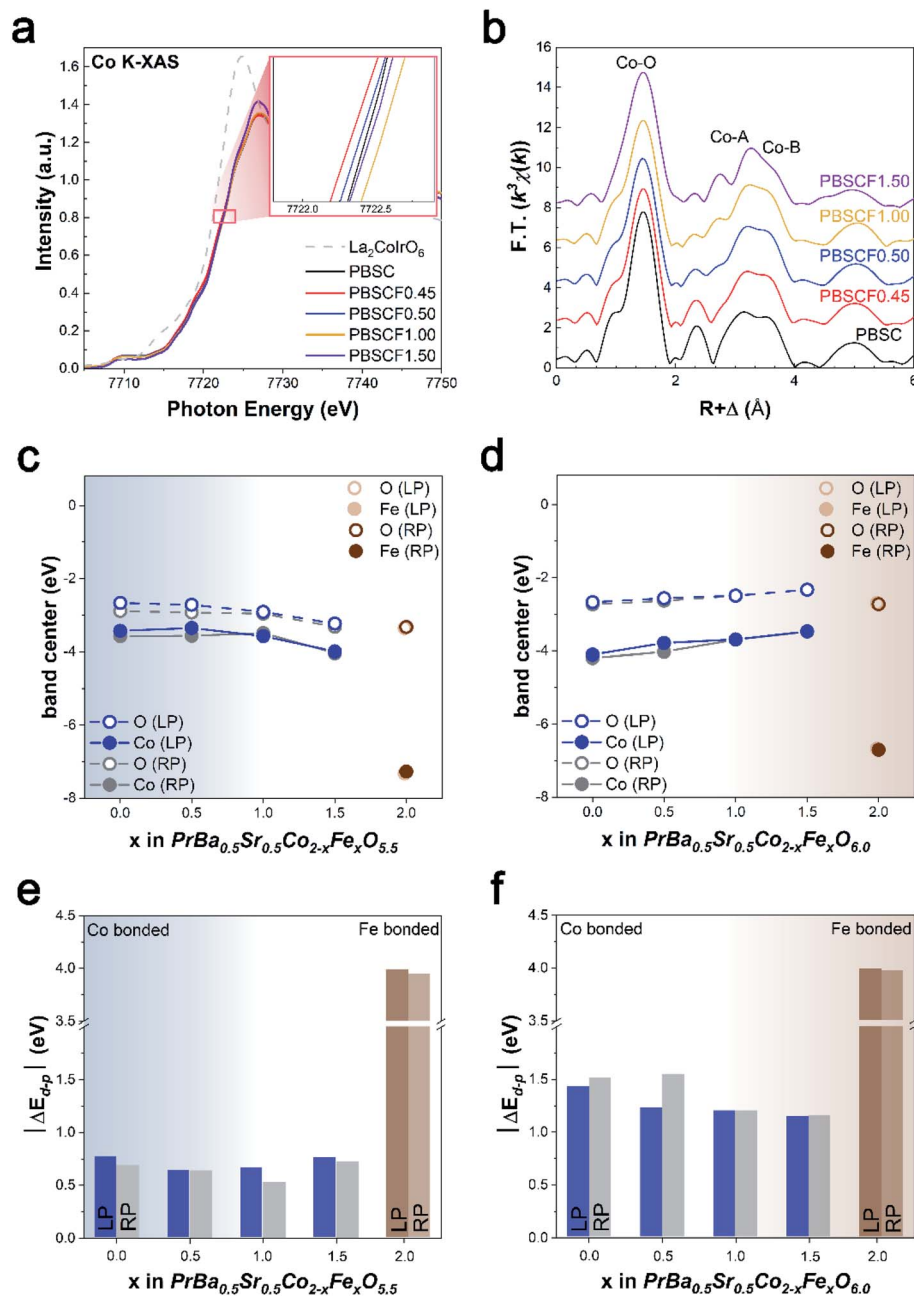 a
Co K-XAS
Intensity (a.u.)
1.6
1.4
1.2
1.0
0.8
0.6
0.4
0.2
0.0
7722.0
7722.5
La₂CoIrO₆
PBSC
PBSCF0.45
PBSCF0.50
PBSCF1.00
PBSCF1.50
7710
7720
7730
7740
7750
Photon Energy (eV)
b
F.T. (k³χ(k))
16
14
12
10
8
6
4
2
0
Co-O
Co-A
Co-B
PBSCF1.50
PBSCF1.00
PBSCF0.50
PBSCF0.45
PBSC
0
2
4
6
R+Δ (Å)
c
band center (eV)
0
-2
-4
-6
-8
O (LP)
Fe (LP)
O (RP)
Fe (RP)
O (LP)
Co (LP)
O (RP)
Co (RP)
0.0
0.5
1.0
1.5
2.0
x in PrBa₀.₅Sr₀.₅Co₂₋ₓFeₓO₅.₅
d
band center (eV)
0
-2
-4
-6
-8
O (LP)
Fe (LP)
O (RP)
Fe (RP)
O (LP)
Co (LP)
O (RP)
Co (RP)
0.0
0.5
1.0
1.5
2.0
x in PrBa₀.₅Sr₀.₅Co₂₋ₓFeₓO₆.₀
e
|ΔE_d-p| (eV)
4.5
4.0
3.5
1.5
1.0
0.5
0.0
Co bonded
Fe bonded
LP
RP
LP
RP
0.0
0.5
1.0
1.5
2.0
x in PrBa₀.₅Sr₀.₅Co₂₋ₓFeₓO₅.₅
f
|ΔE_d-p| (eV)
4.5
4.0
3.5
1.5
1.0
0.5
0.0
Co bonded
Fe bonded
LP
RP
LP
RP
0.0
0.5
1.0
1.5
2.0
x in PrBa₀.₅Sr₀.₅Co₂₋ₓFeₓO₆.₀